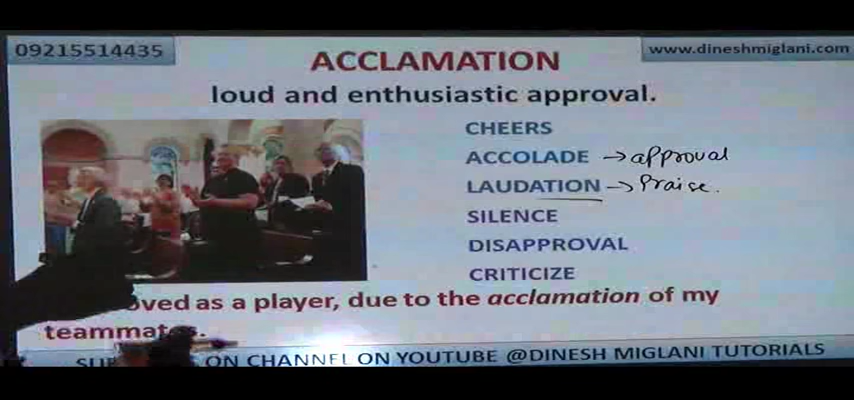 09215514435
www.dineshmiglani.com
ACCLAMATION
loud and enthusiastic approval.
CHEERS
ACCOLADE → approval
LAUDATION → Praise.
SILENCE
DISAPPROVAL
CRITICIZE
as a player, due to the acclamation of my
teammates.
ON CHANNEL ON YOUTUBE @DINESH MIGLANI TUTORIALS